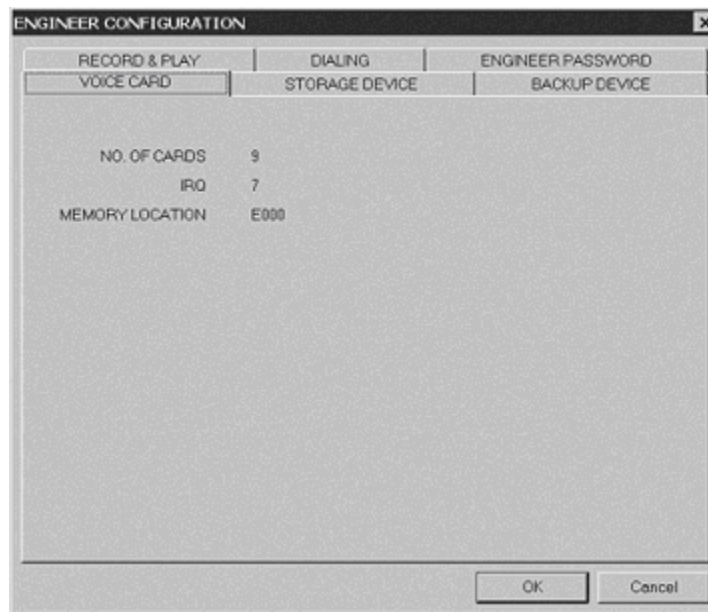 ENGINEER CONFIGURATION
RECORD & PLAY DIALING ENGINEER PASSWORD
VOICE CARD STORAGE DEVICE BACKUP DEVICE
NO. OF CARDS 9
IRQ 7
MEMORY LOCATION E000
OK Cancel